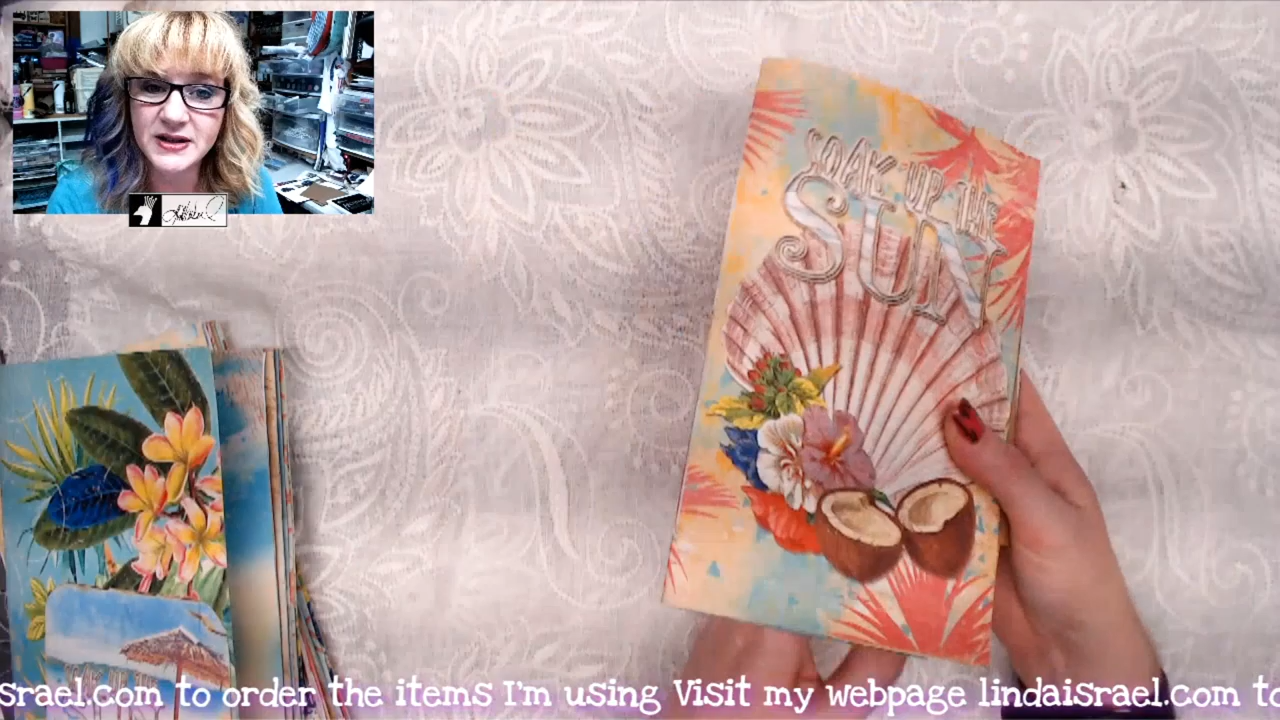 SOAK UP THE
SUN
srael.com to order the items I'm using Visit my webpage lindaisrael.com to